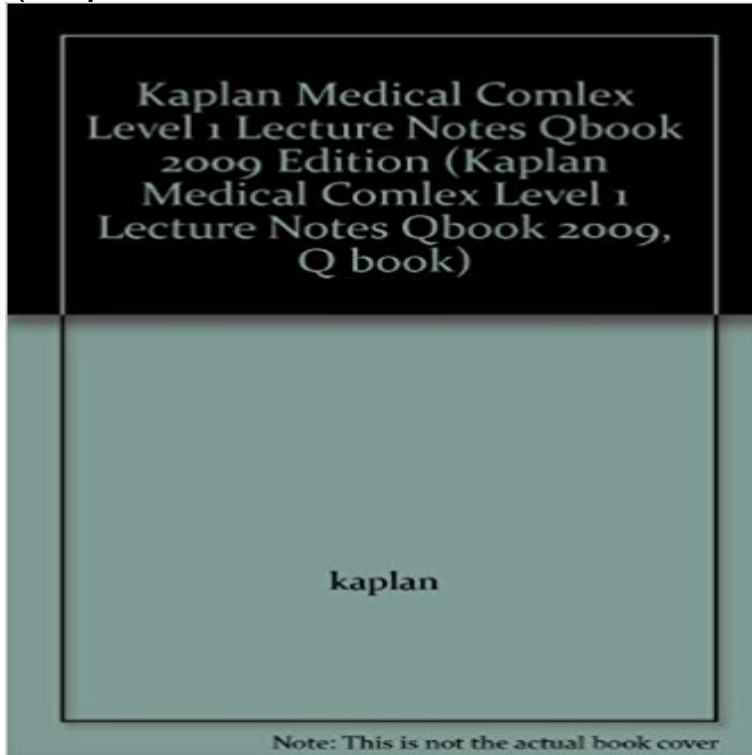 Kaplan Medical Comlex
Level 1 Lecture Notes Qbook
2009 Edition (Kaplan
Medical Comlex Level 1
Lecture Notes Qbook 2009,
Q book)
kaplan
Note: This is not the actual book cover